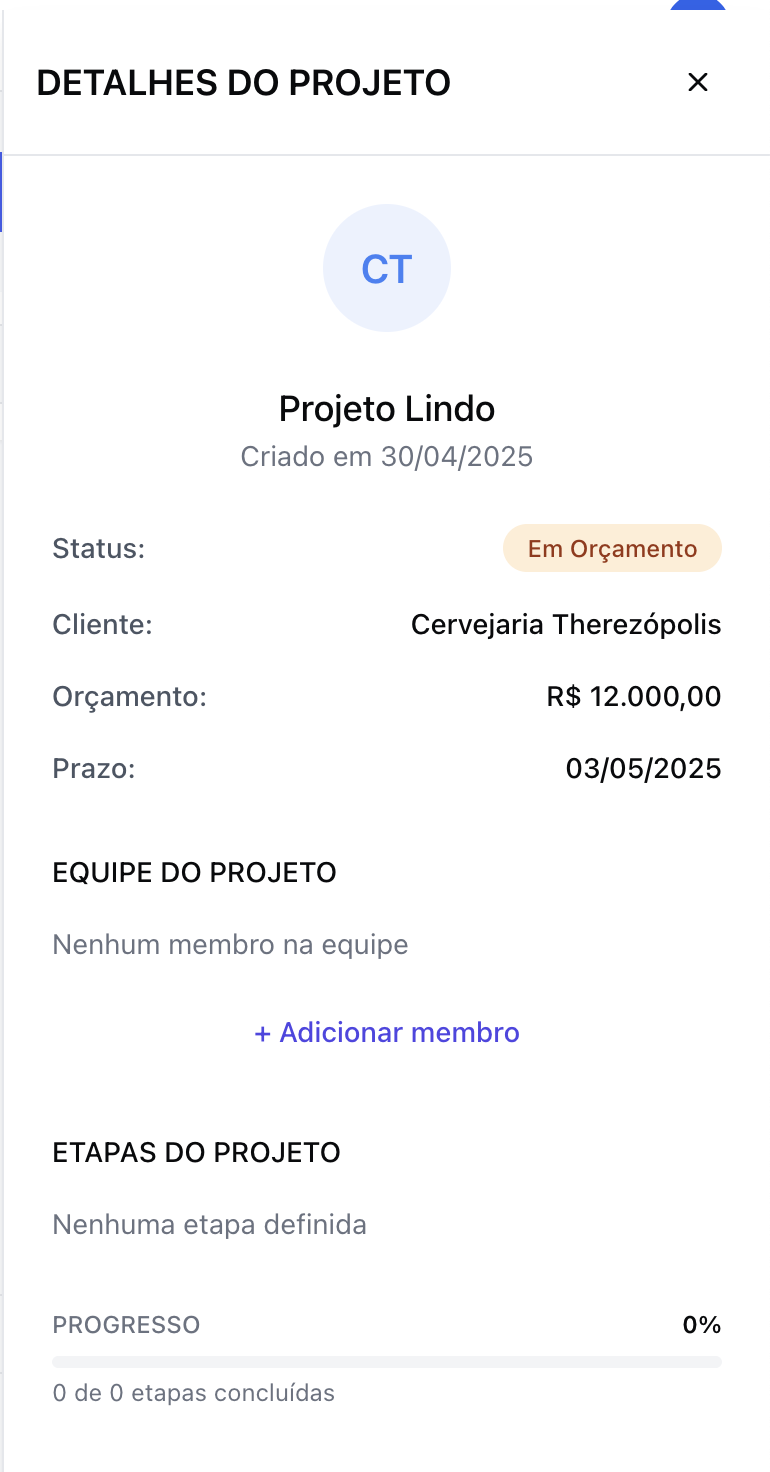 DETALHES DO PROJETO
CT
Projeto Lindo
Criado em 30/04/2025
Status: Em Orçamento
Cliente: Cervejaria Therezópolis
Orçamento: R$ 12.000,00
Prazo: 03/05/2025
EQUIPE DO PROJETO
Nenhum membro na equipe
+ Adicionar membro
ETAPAS DO PROJETO
Nenhuma etapa definida
PROGRESSO 0%
0 de 0 etapas concluídas